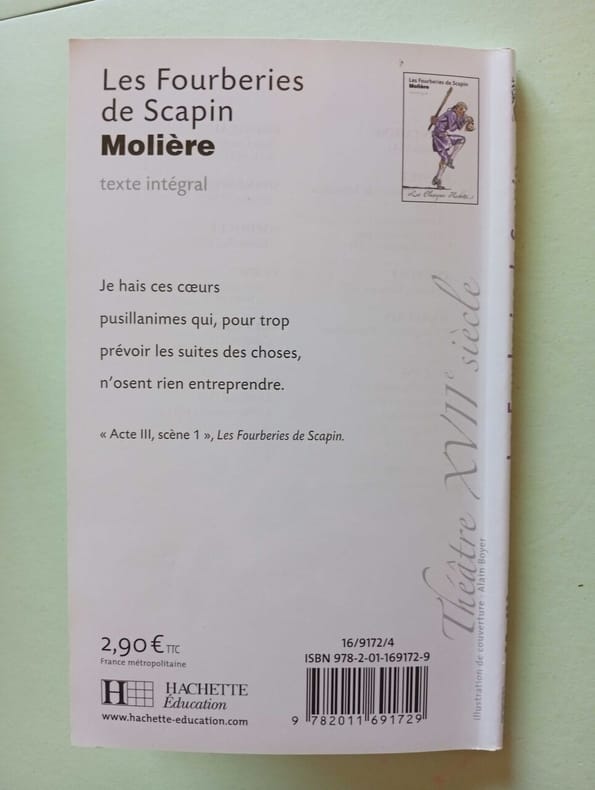 Les Fourberies
de Scapin
Molière
texte intégral
Les Fourberies de Scapin
Molière
Je hais ces cœurs
pusillanimes qui, pour trop
prévoir les suites des choses,
n'osent rien entreprendre.
« Acte III, scène 1 », Les Fourberies de Scapin.
Théâtre XVIIe siècle
Illustration de couverture : Alain Boyer
2,90 € TTC
France métropolitaine
H HACHETTE
Éducation
www.hachette-education.com
16/9172/4
ISBN 978-2-01-169172-9
9 782011 691729